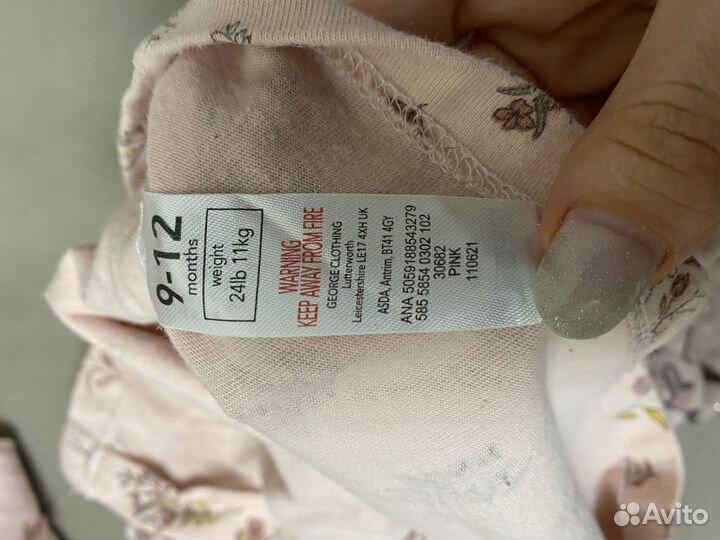 9-12
months
weight
24lb 11kg
WARNING
KEEP AWAY FROM FIRE
GEORGE CLOTHING
Lutterworth
Leicestershire LE17 4XH UK
ASDA, Antrim, BT41 4GY
ANA 5059188543279
585 5854 0302 102
30682
PINK
110621
Avito